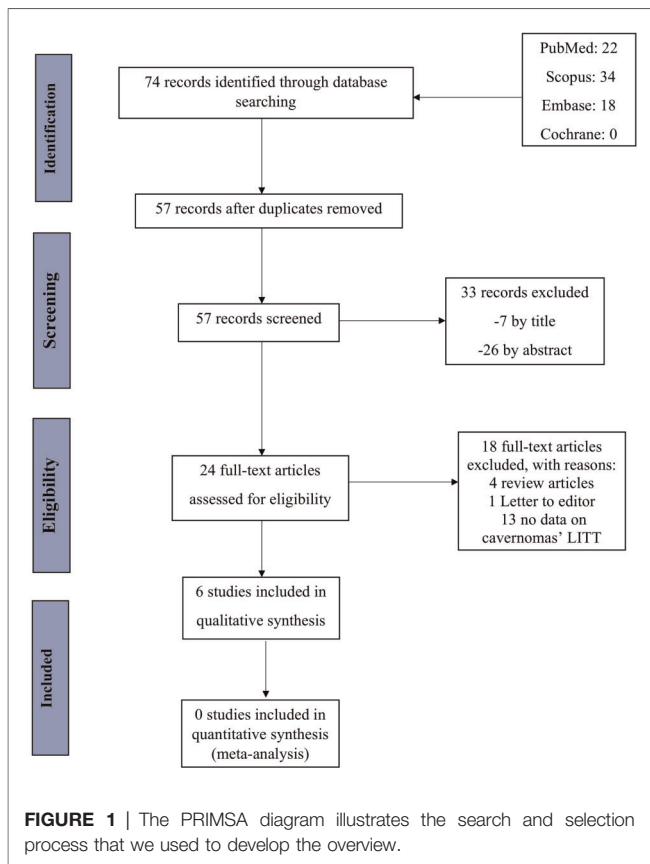 PubMed: 22
Scopus: 34
Embase: 18
Cochrane: 0
74 records identified through database
searching
Identification
57 records after duplicates removed
Screening
57 records screened
33 records excluded
-7 by title
-26 by abstract
Eligibility
24 full-text articles
assessed for eligibility
18 full-text articles
excluded, with reasons:
4 review articles
1 Letter to editor
13 no data on
cavernomas' LITT
6 studies included in
qualitative synthesis
Included
0 studies included in
quantitative synthesis
(meta-analysis)
FIGURE 1 | The PRIMSA diagram illustrates the search and selection
process that we used to develop the overview.